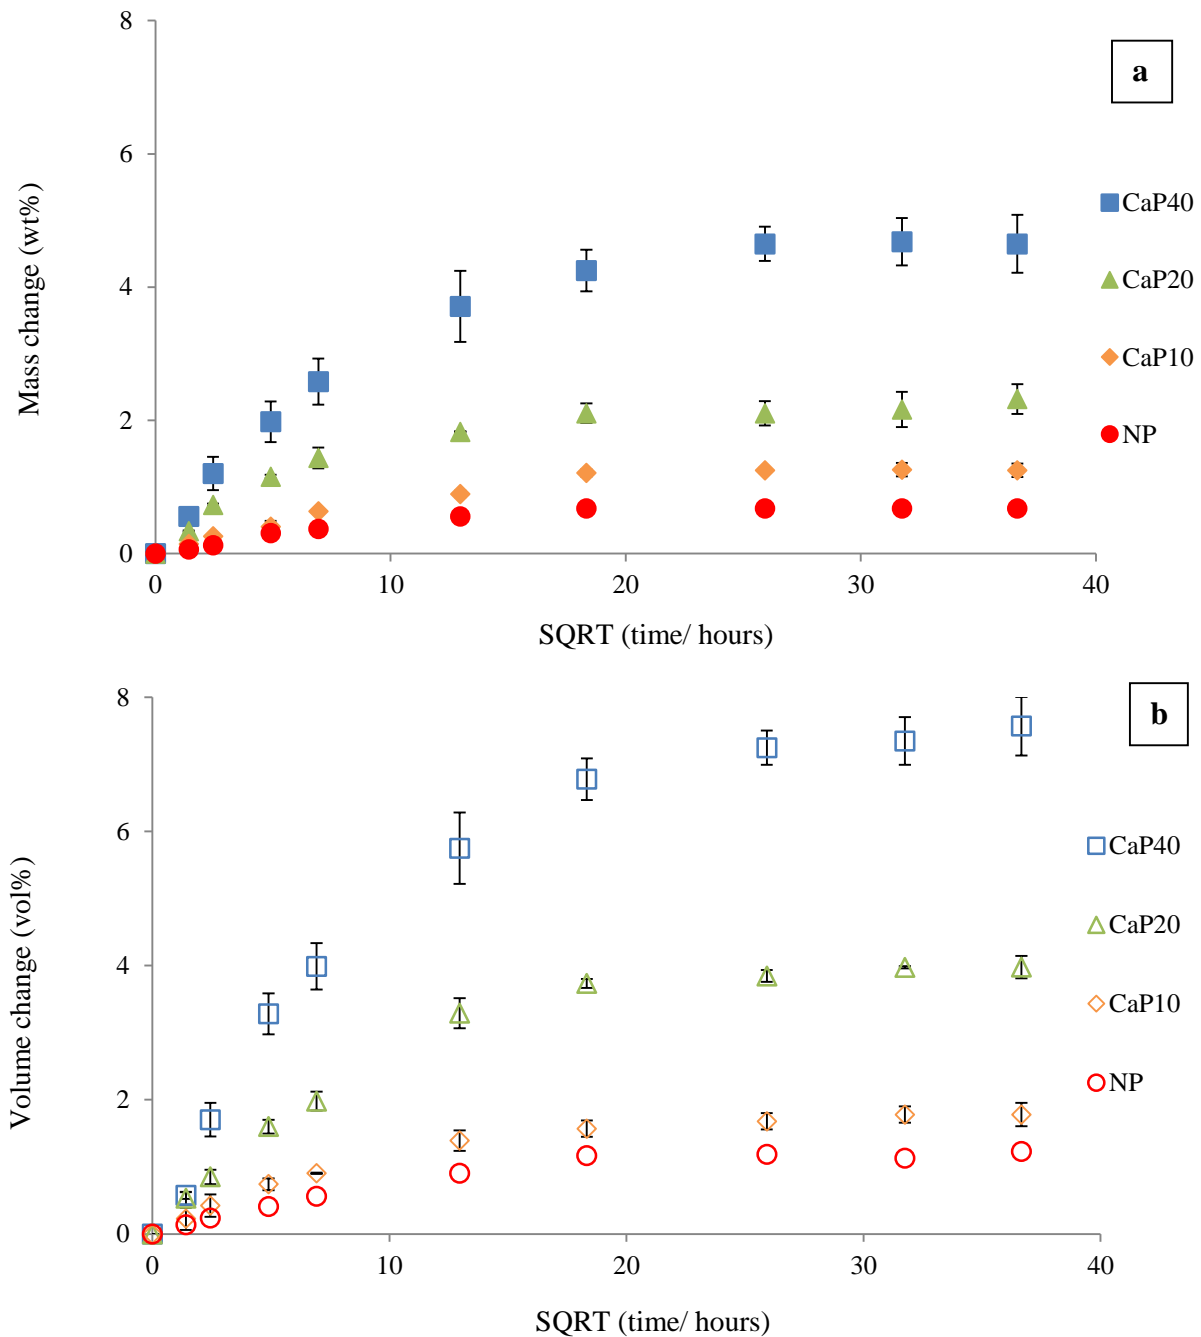 8
a
6
Mass change (wt%)
CaP40
CaP20
4
CaP10
2
NP
0
0 10 20 30 40
SQRT (time/ hours)
8
b
6
Volume change (vol%)
CaP40
CaP20
4
CaP10
2
NP
0
0 10 20 30 40
SQRT (time/ hours)